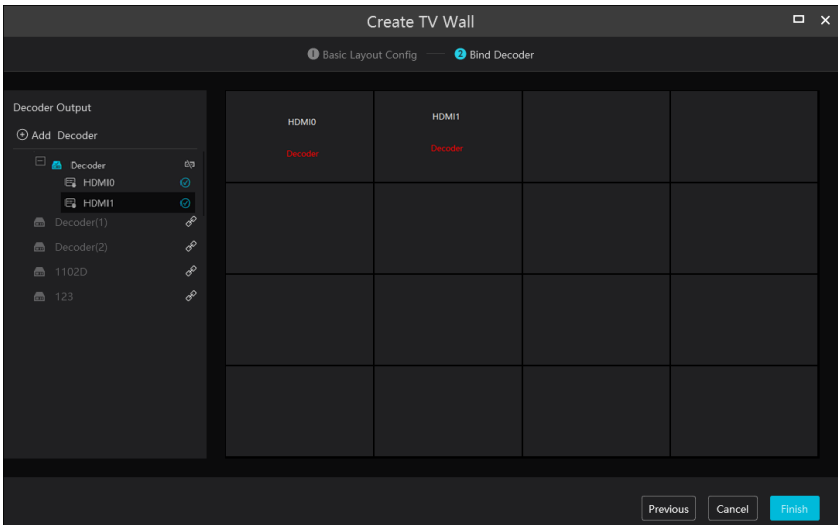 Create TV Wall
1 Basic Layout Config
2 Bind Decoder
Decoder Output
Add Decoder
Decoder
HDMI0
HDMI1
Decoder(1)
Decoder(2)
1102D
123
HDMI0
Decoder
HDMI1
Decoder
Previous
Cancel
Finish